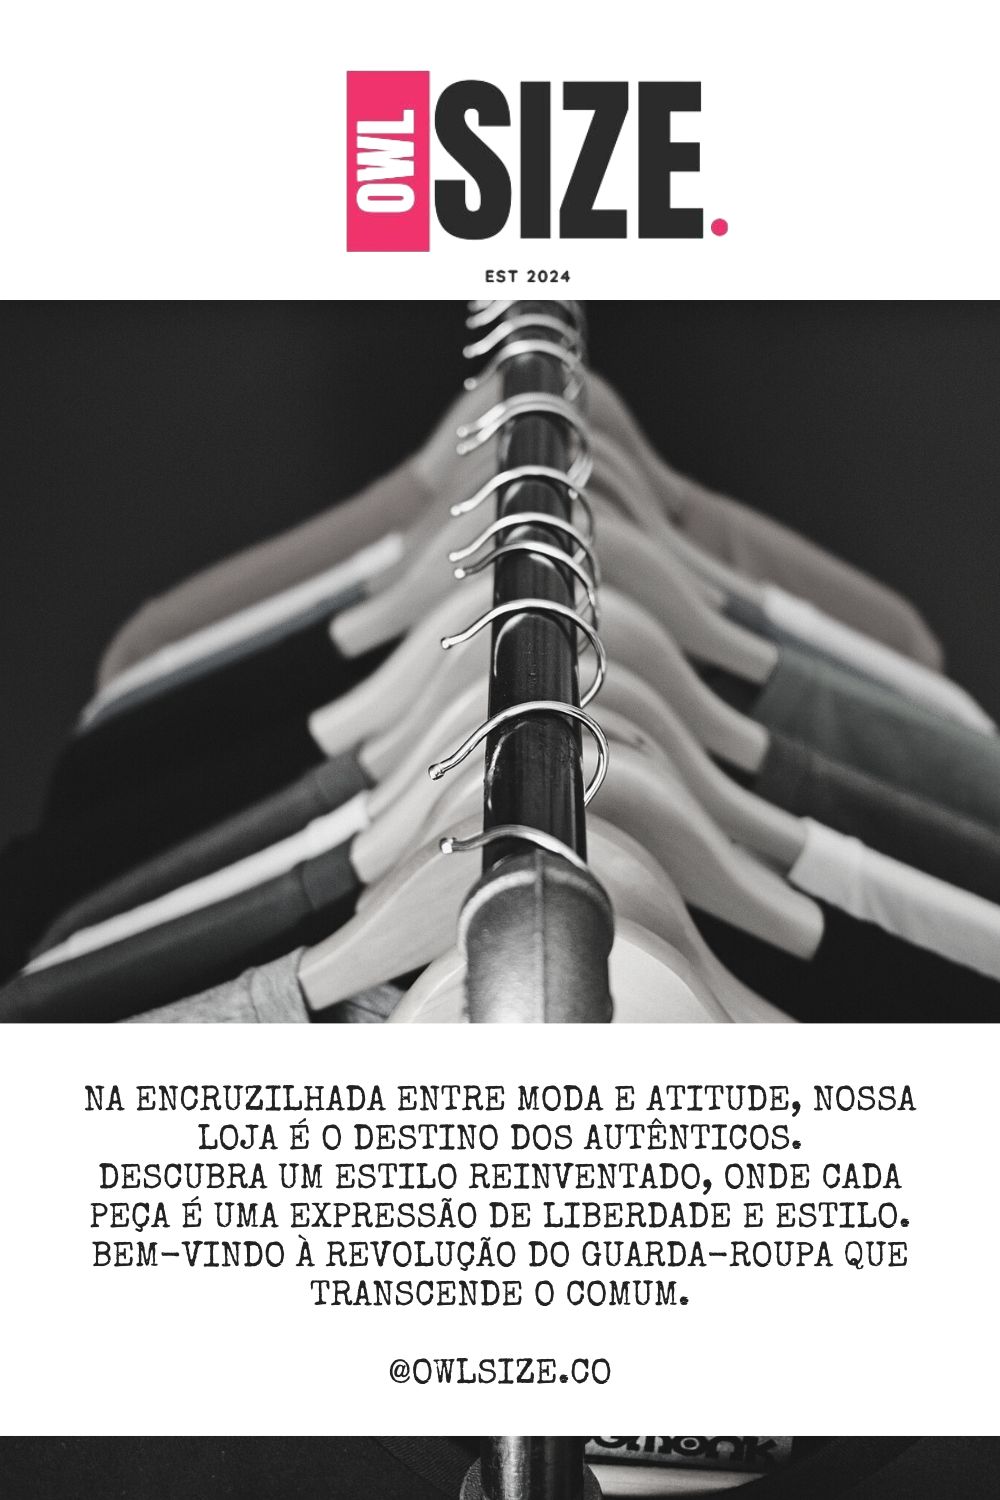 OWL SIZE.
EST 2024
NA ENCRUZILHADA ENTRE MODA E ATITUDE, NOSSA
LOJA É O DESTINO DOS AUTÊNTICOS.
DESCUBRA UM ESTILO REINVENTADO, ONDE CADA
PEÇA É UMA EXPRESSÃO DE LIBERDADE E ESTILO.
BEM-VINDO À REVOLUÇÃO DO GUARDA-ROUPA QUE
TRANSCENDE O COMUM.
@OWLSIZE.CO